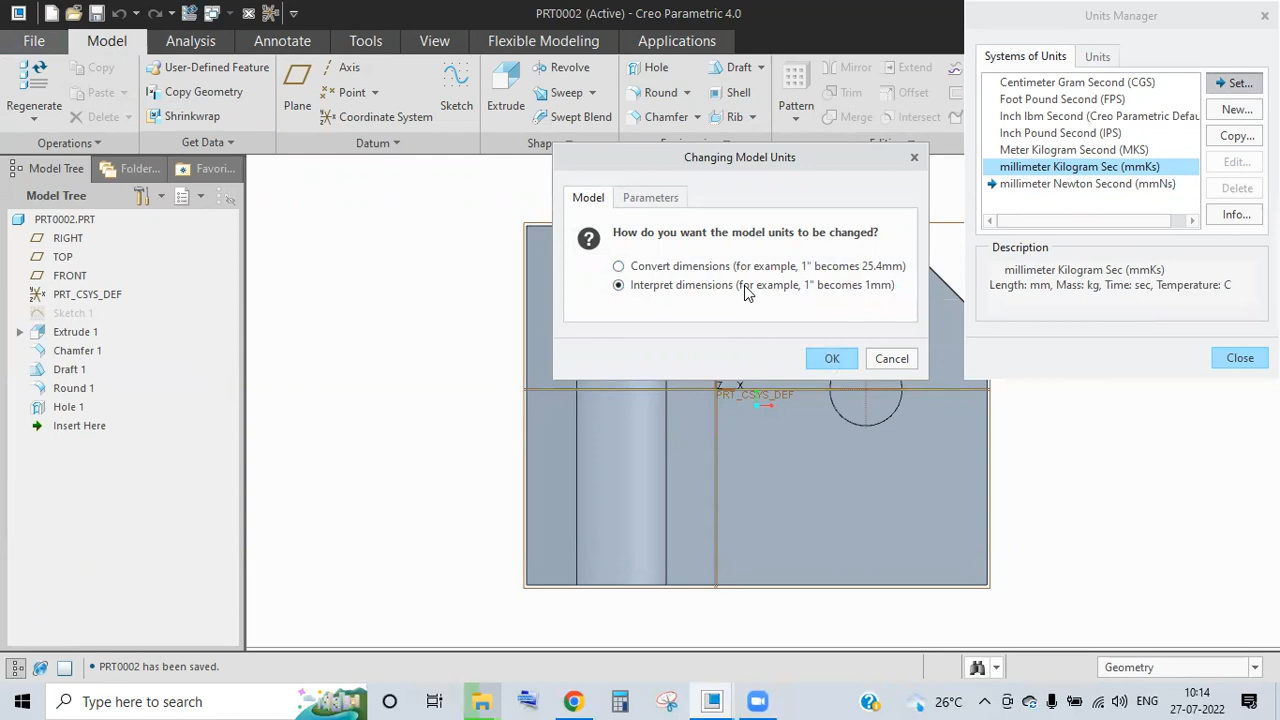 PRT0002 (Active) - Creo Parametric 4.0
File
Model
Analysis
Annotate
Tools
View
Flexible Modeling
Applications
Regenerate
Copy
Paste
Delete
Operations
User-Defined Feature
Copy Geometry
Shrinkwrap
Get Data
Plane
Axis
Point
Coordinate System
Sketch
Datum
Extrude
Revolve
Sweep
Swept Blend
Hole
Round
Chamfer
Draft
Shell
Rib
Pattern
Mirror
Trim
Merge
Extend
Offset
Intersect
Model Tree
Folder...
Favori...
Model Tree
PRT0002.PRT
RIGHT
TOP
FRONT
PRT_CSYS_DEF
Sketch 1
Extrude 1
Chamfer 1
Draft 1
Round 1
Hole 1
Insert Here
Changing Model Units
Model
Parameters
How do you want the model units to be changed?
Convert dimensions (for example, 1" becomes 25.4mm)
Interpret dimensions (for example, 1" becomes 1mm)
OK
Cancel
Z X
PRT_CSYS_DEF
Units Manager
Systems of Units
Units
Centimeter Gram Second (CGS)
Foot Pound Second (FPS)
Inch lbm Second (Creo Parametric Defau
Inch Pound Second (IPS)
Meter Kilogram Second (MKS)
millimeter Kilogram Sec (mmKs)
millimeter Newton Second (mmNs)
Set...
New...
Copy...
Edit...
Delete
Info...
Description
millimeter Kilogram Sec (mmKs)
Length: mm, Mass: kg, Time: sec, Temperature: C
Close
PRT0002 has been saved.
Geometry
Type here to search
26°C
10:14
27-07-2022